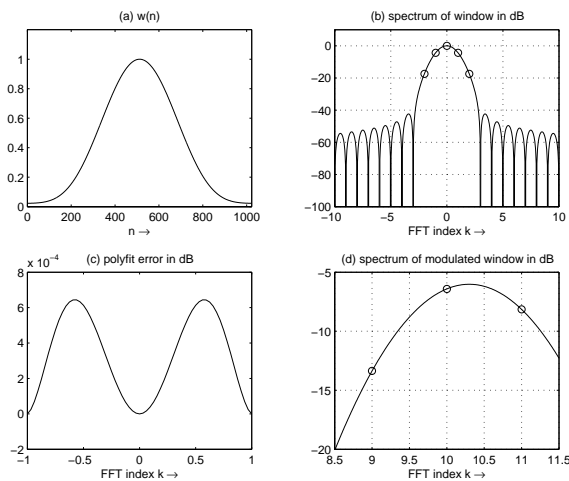 (a) w(n)
1
0.8
0.6
0.4
0.2
0
0 200 400 600 800 1000
n →
(b) spectrum of window in dB
0
−20
−40
−60
−80
−100
−10 −5 0 5 10
FFT index k →
(c) polyfit error in dB
x 10⁻⁴
8
6
4
2
0
−2
−1 −0.5 0 0.5 1
FFT index k →
(d) spectrum of modulated window in dB
−5
−10
−15
−20
8.5 9 9.5 10 10.5 11 11.5
FFT index k →